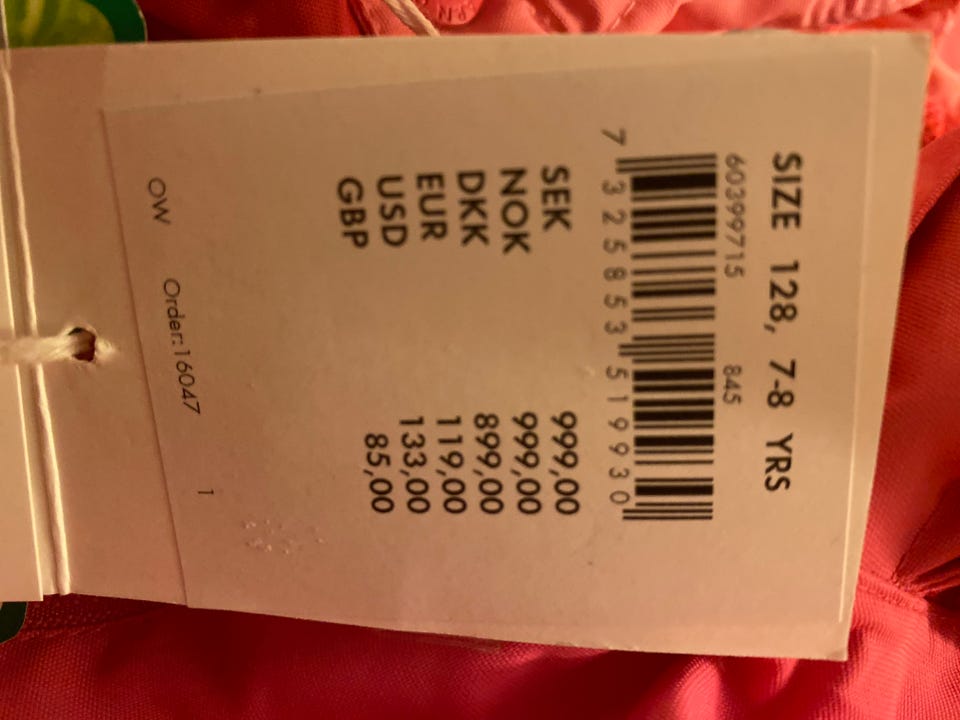 SIZE 128, 7-8 YRS
60399715 845
7 325853 519930
SEK 999,00
NOK 999,00
DKK 899,00
EUR 119,00
USD 133,00
GBP 85,00
OW Order:16047 1